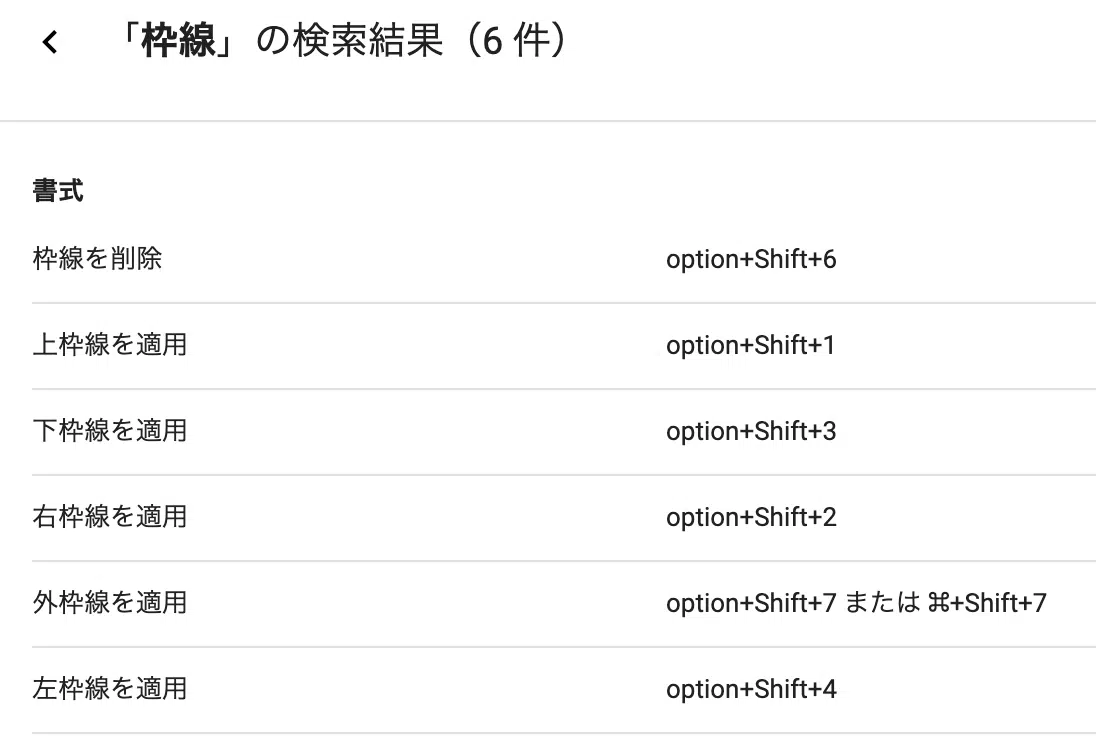 「枠線」の検索結果（6 件）
書式
枠線を削除 option+Shift+6
上枠線を適用 option+Shift+1
下枠線を適用 option+Shift+3
右枠線を適用 option+Shift+2
外枠線を適用 option+Shift+7 または ⌘+Shift+7
左枠線を適用 option+Shift+4